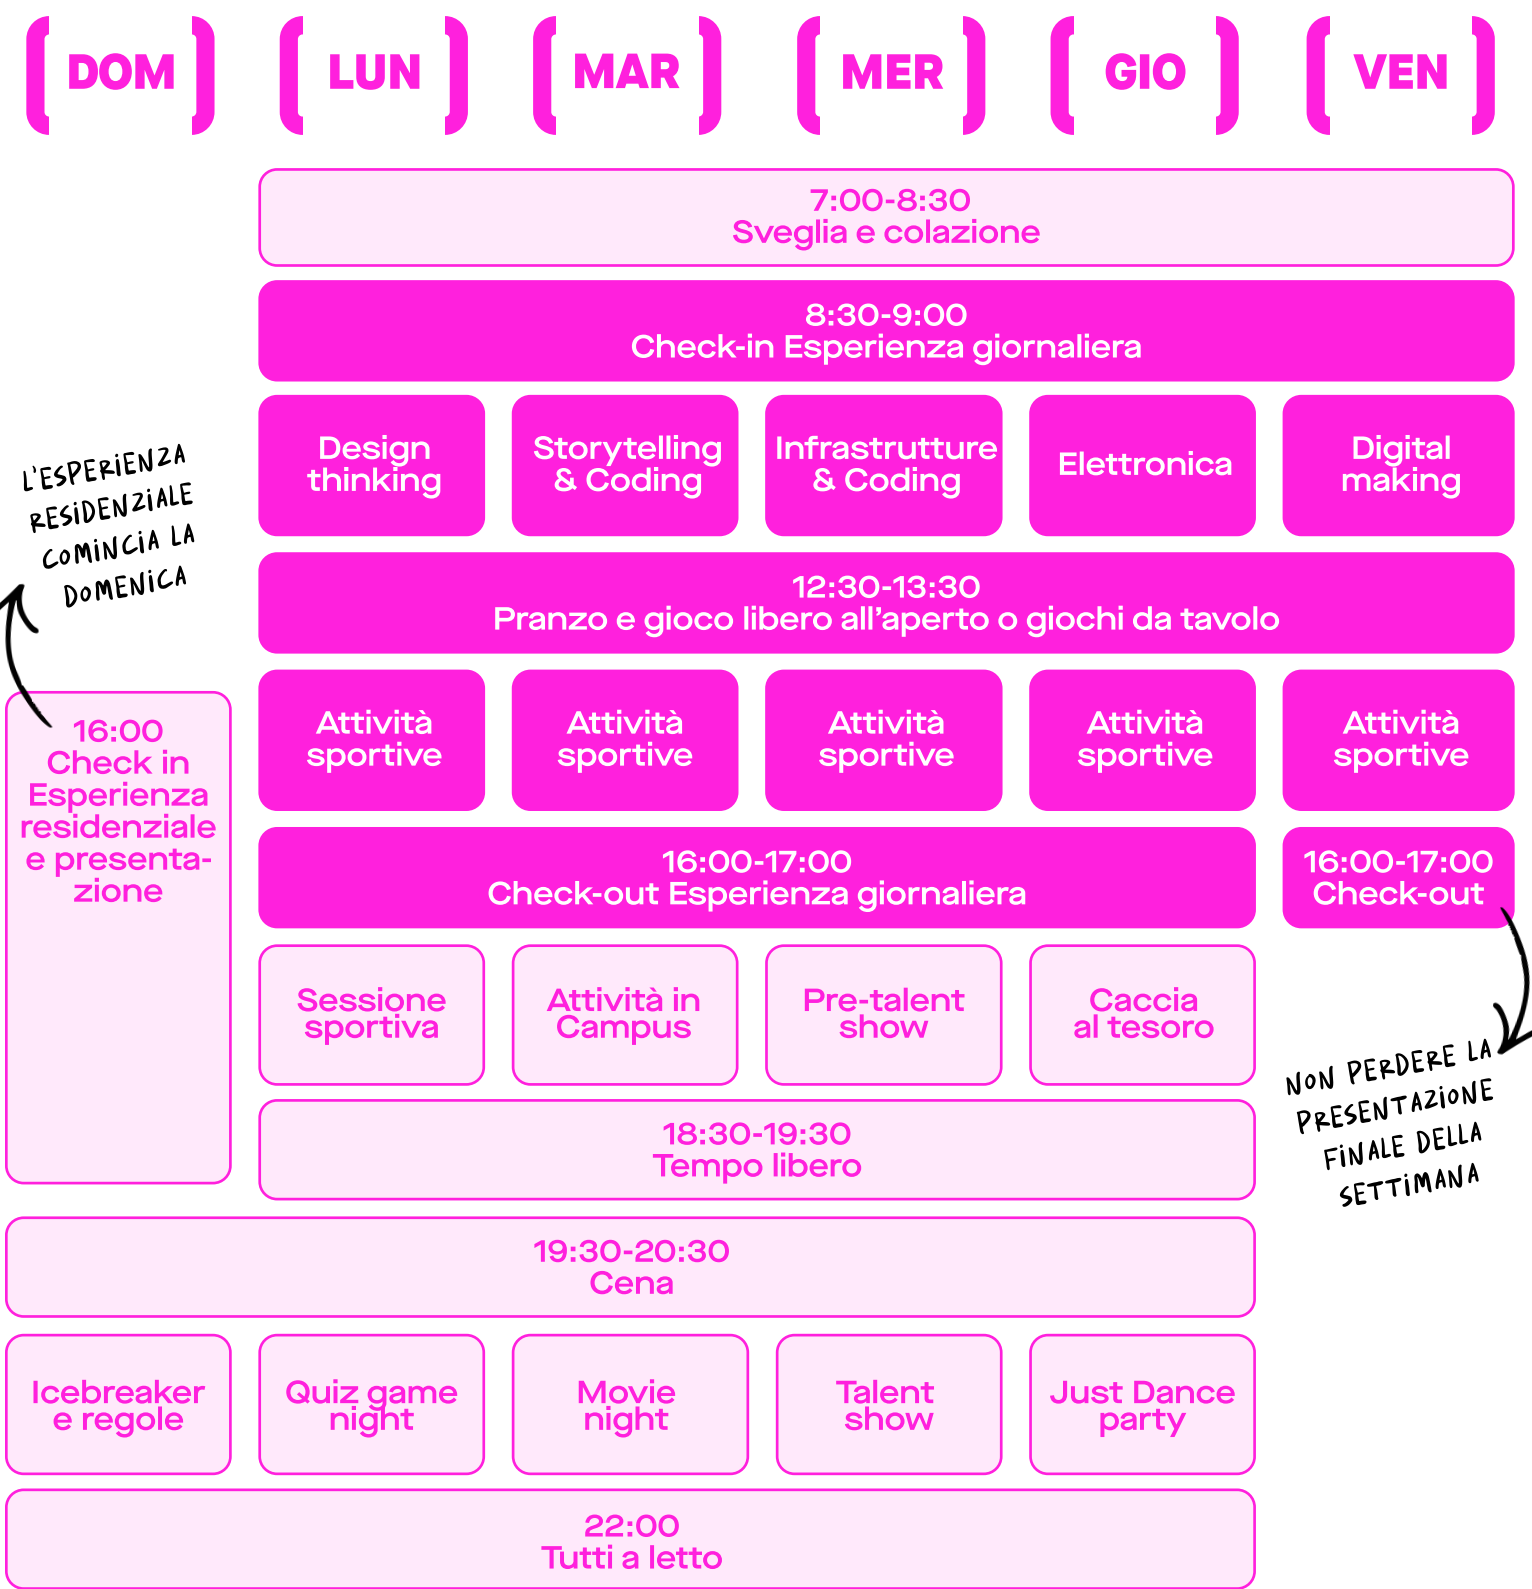 DOM
LUN
MAR
MER
GIO
VEN
7:00-8:30
Sveglia e colazione
8:30-9:00
Check-in Esperienza giornaliera
Design
thinking
Storytelling
& Coding
Infrastrutture
& Coding
Elettronica
Digital
making
L'ESPERIENZA
RESIDENZIALE
COMINCIA LA
DOMENICA
12:30-13:30
Pranzo e gioco libero all'aperto o giochi da tavolo
16:00
Check in
Esperienza
residenziale
e presenta-
zione
Attività
sportive
Attività
sportive
Attività
sportive
Attività
sportive
Attività
sportive
16:00-17:00
Check-out Esperienza giornaliera
16:00-17:00
Check-out
Sessione
sportiva
Attività in
Campus
Pre-talent
show
Caccia
al tesoro
NON PERDERE LA
PRESENTAZIONE
FINALE DELLA
SETTIMANA
18:30-19:30
Tempo libero
19:30-20:30
Cena
Icebreaker
e regole
Quiz game
night
Movie
night
Talent
show
Just Dance
party
22:00
Tutti a letto